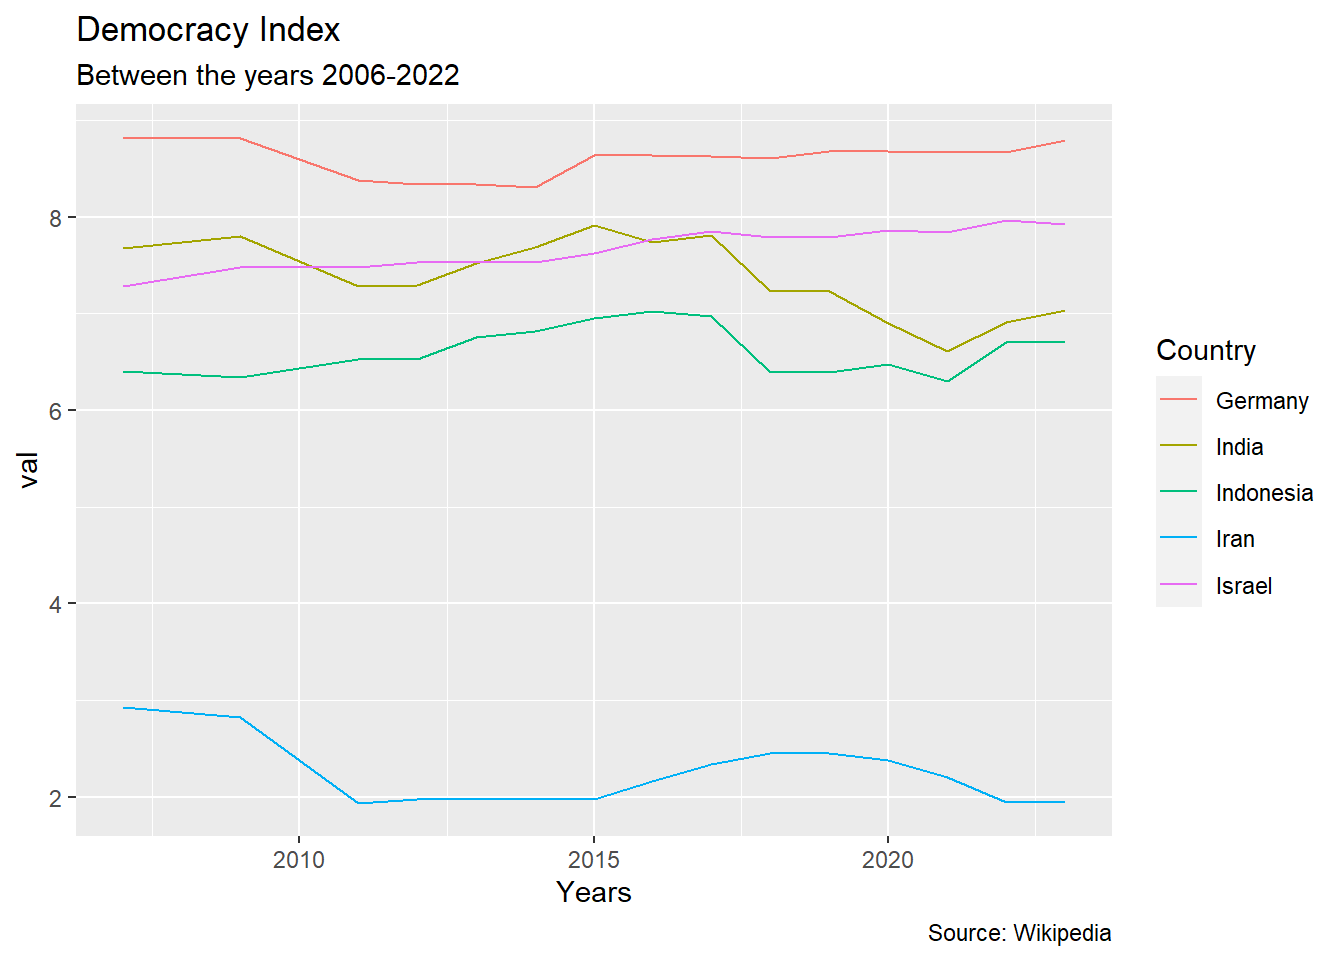 Democracy Index
Between the years 2006-2022
8
6
4
2
val
2010
2015
2020
Years
Country
Germany
India
Indonesia
Iran
Israel
Source: Wikipedia